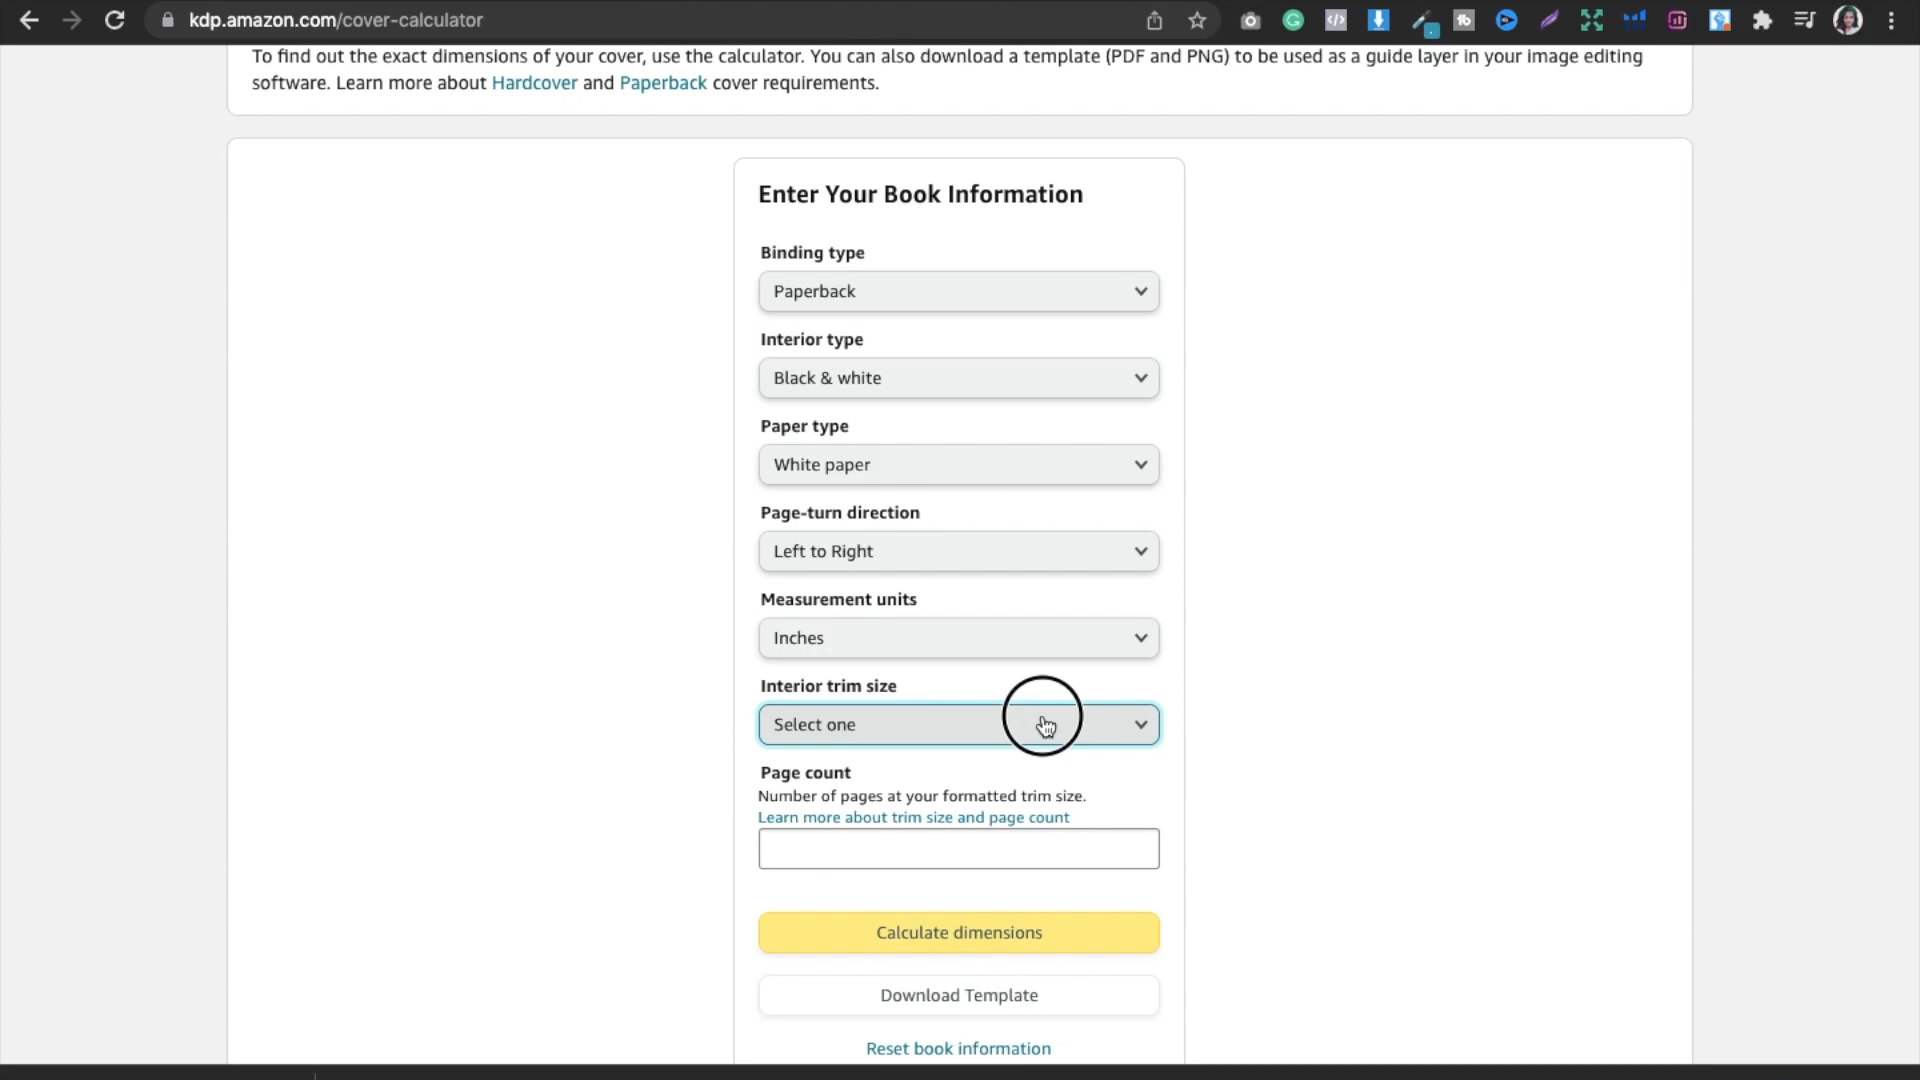 kdp.amazon.com/cover-calculator
To find out the exact dimensions of your cover, use the calculator. You can also download a template (PDF and PNG) to be used as a guide layer in your image editing
software. Learn more about Hardcover and Paperback cover requirements.
Enter Your Book Information
Binding type
Paperback
Interior type
Black & white
Paper type
White paper
Page-turn direction
Left to Right
Measurement units
Inches
Interior trim size
Select one
Page count
Number of pages at your formatted trim size.
Learn more about trim size and page count
Calculate dimensions
Download Template
Reset book information